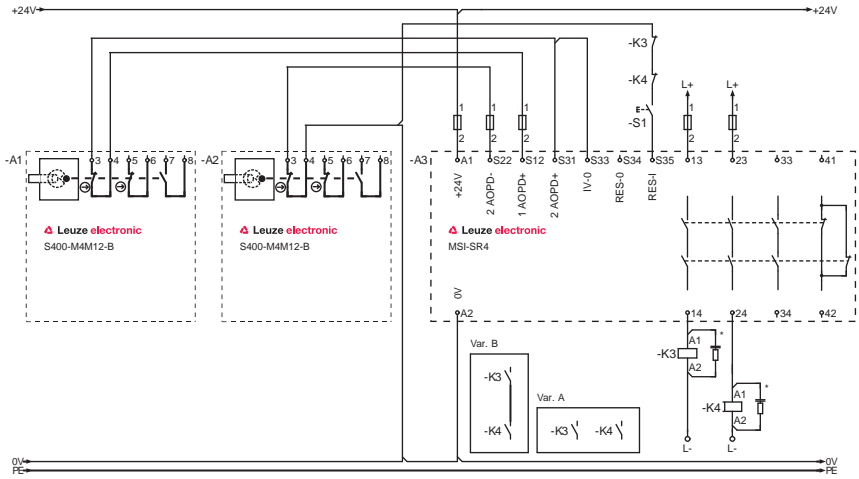 +24V +24V
-K3
-K4 L+ L+
-S1
1 1 1 1 1
2 2 2 2 2
-A1 3 4 5 6 7 8 -A2 3 4 5 6 7 8 -A3 A1 S22 S12 S31 S33 S34 S35 13 23 33 41
+24V 2 AOPD- 1 AOPD+ 2 AOPD+ IV-0 RES-0 RES-I
Leuze electronic Leuze electronic Leuze electronic
S400-M4M12-B S400-M4M12-B MSI-SR4
0V
A2 14 24 34 42
Var. B
-K3 A1 *
A2
-K3
Var. A
-K4 A1 *
A2
-K4 -K3 -K4
L- L-
0V 0V
PE PE